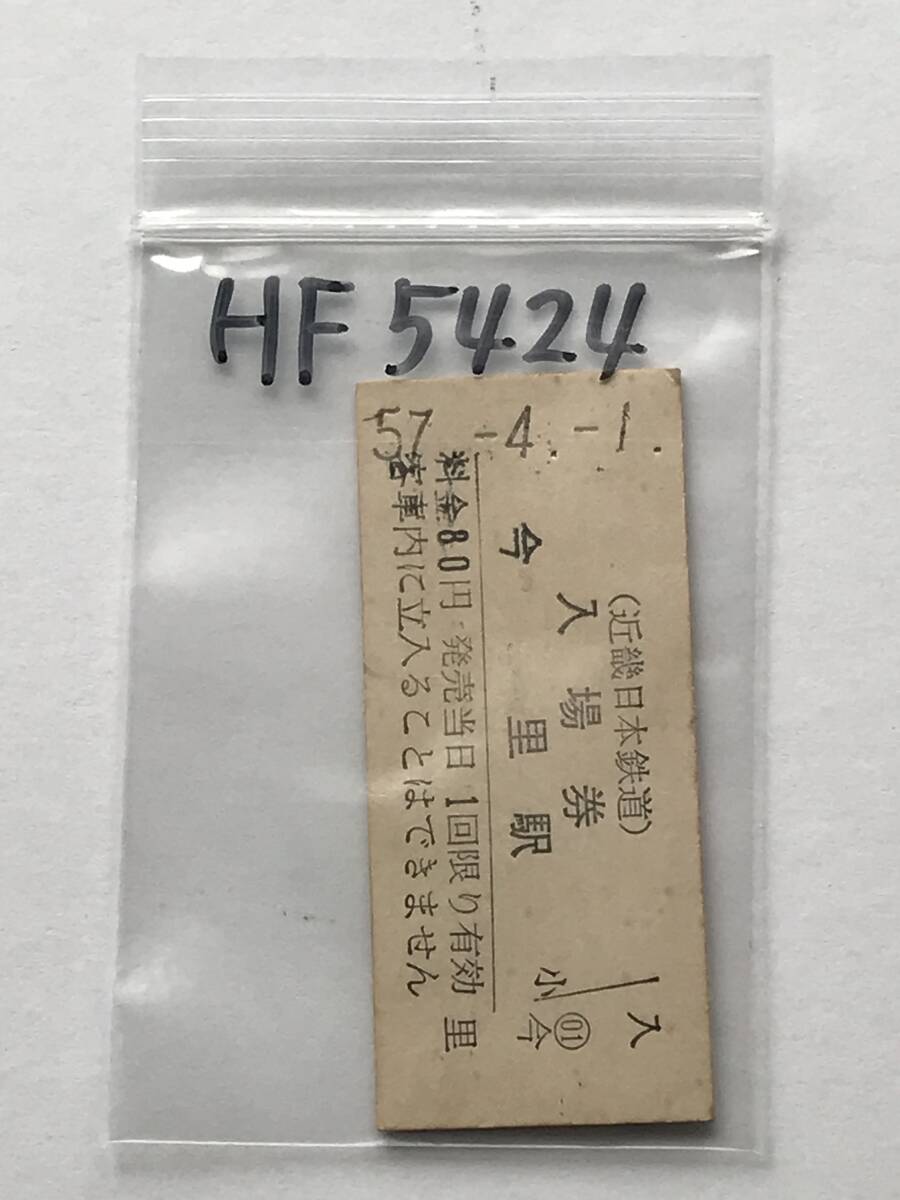 HF 5424
57.-4.-1.
(近畿日本鉄道)
入場券
今里駅
料金80円 発売当日1回限り有効
客車内に立入ることはできません
入
小
01
今
里